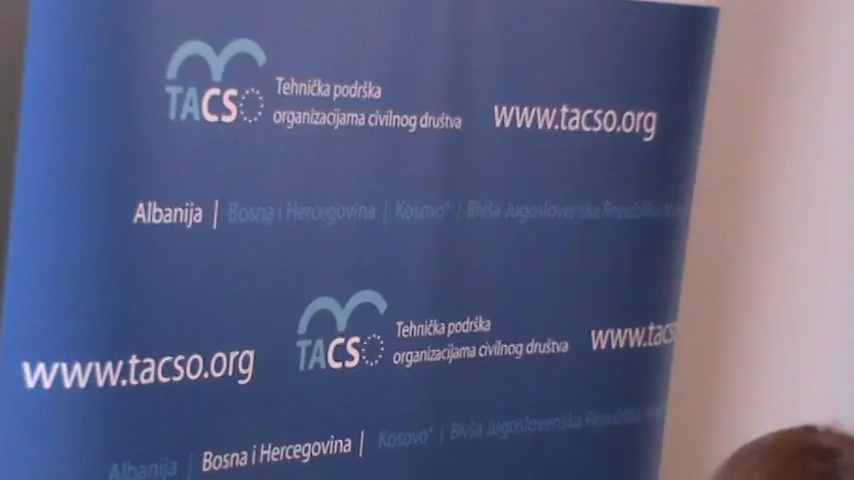 TACSO
Tehnička podrška
organizacijama civilnog društva
www.tacso.org
Albanija | Bosna i Hercegovina | Kosovo* | Bivša Jugoslovenska Republika
www.tacso.org
TACSO
Tehnička podrška
organizacijama civilnog društva
www.tacs
Albanija | Bosna i Hercegovina | Kosovo* | Bivša Jugoslovenska Republika